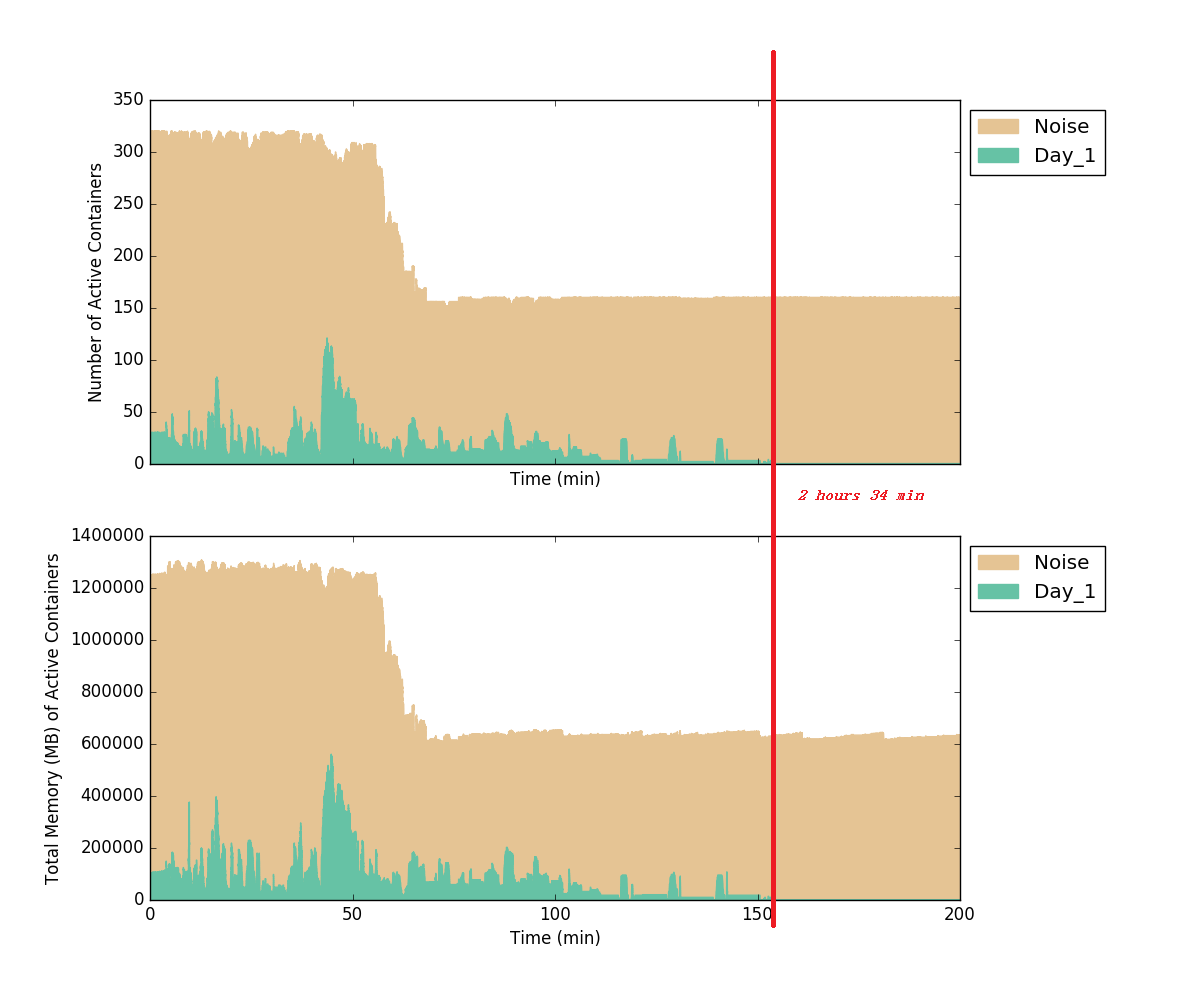 350
300
250
200
150
100
50
0
Number of Active Containers
Time (min)
Noise
Day_1
2 hours 34 min
1400000
1200000
1000000
800000
600000
400000
200000
0
Total Memory (MB) of Active Containers
0 50 100 150 200
Time (min)
Noise
Day_1